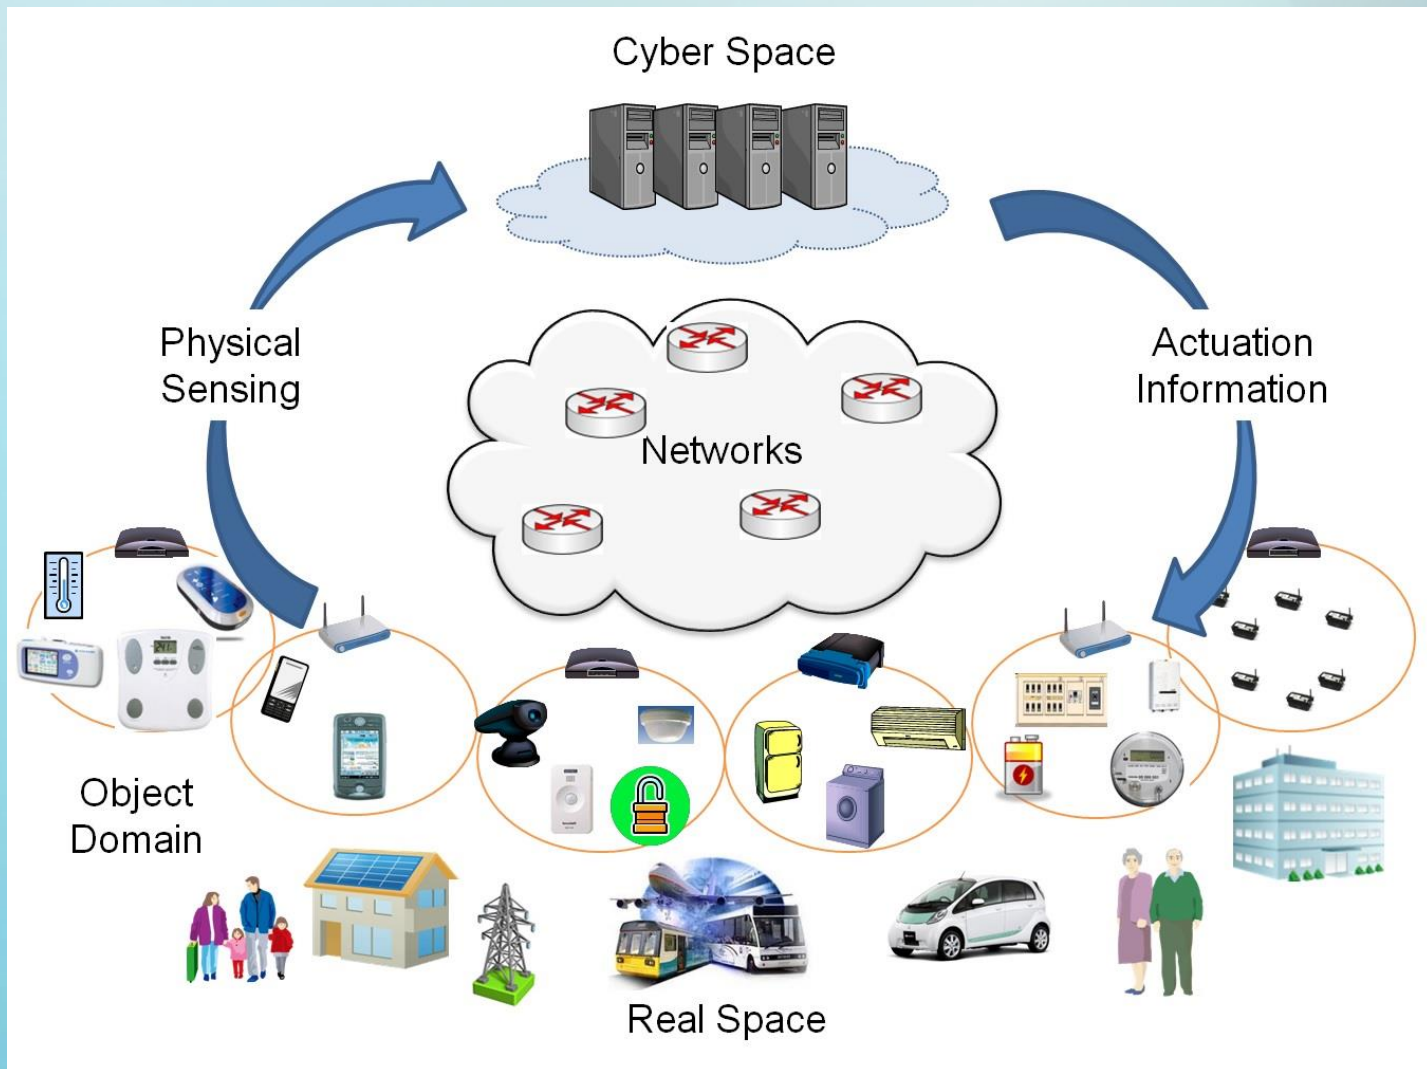 Cyber Space
Physical
Sensing
Actuation
Information
Networks
Object
Domain
Real Space